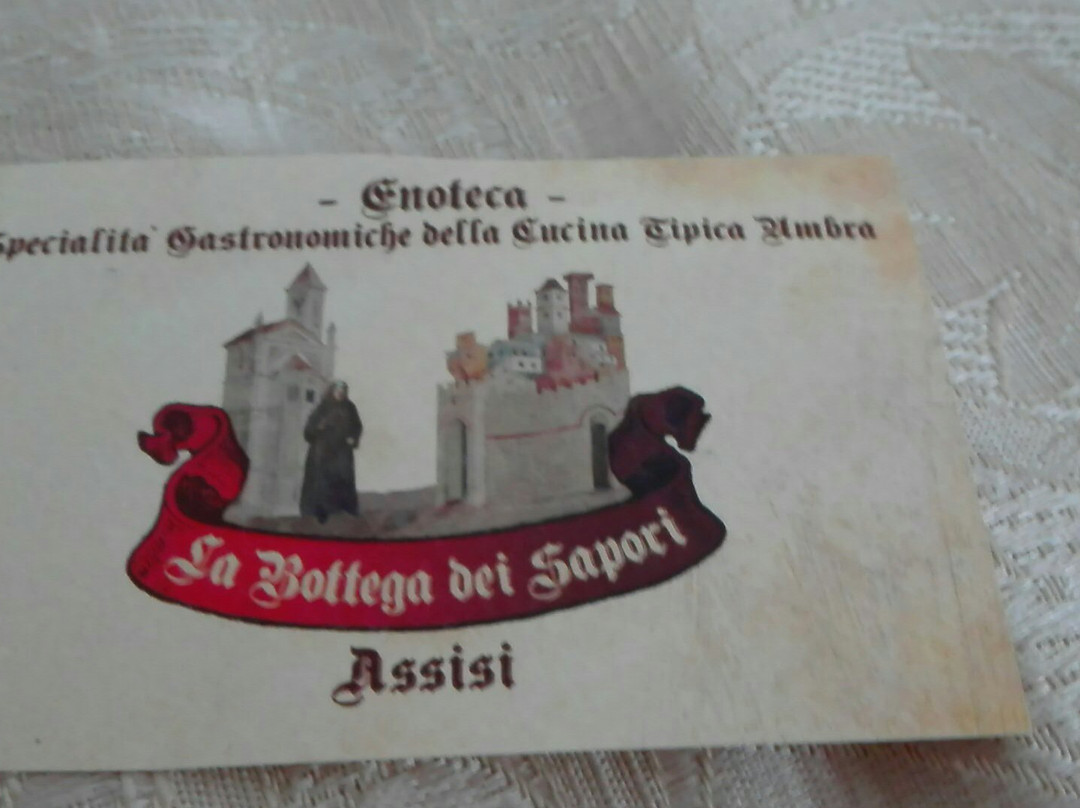 - Enoteca -
Specialita' Gastronomiche della Cucina Tipica Umbra
La Bottega dei Sapori
Assisi